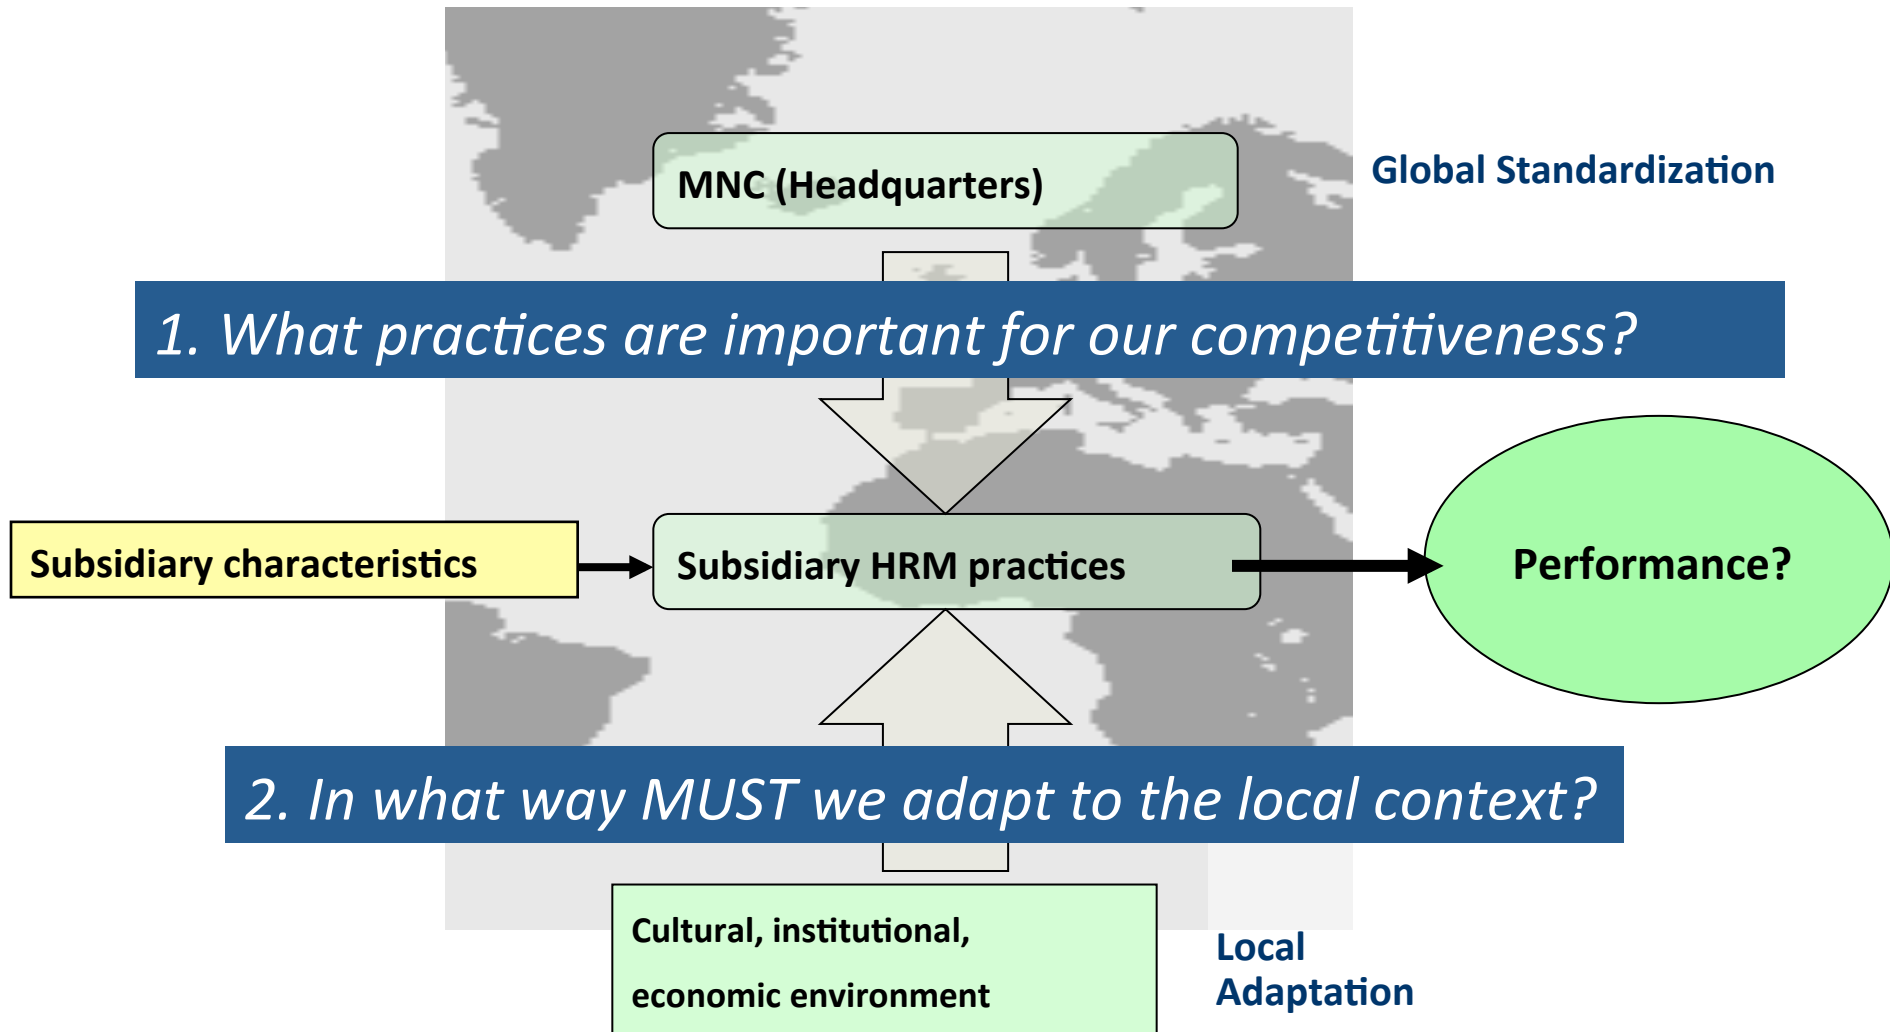 MNC (Headquarters)
Global Standardization
1. What practices are important for our competitiveness?
Subsidiary characteristics
Subsidiary HRM practices
Performance?
2. In what way MUST we adapt to the local context?
Cultural, institutional,
economic environment
Local
Adaptation